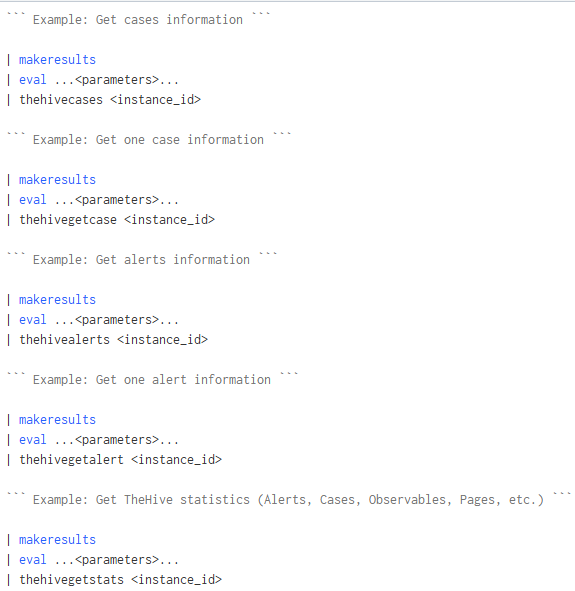 ``` Example: Get cases information ```
| makeresults
| eval ...<parameters>...
| thehivecases <instance_id>
``` Example: Get one case information ```
| makeresults
| eval ...<parameters>...
| thehivegetcase <instance_id>
``` Example: Get alerts information ```
| makeresults
| eval ...<parameters>...
| thehivealerts <instance_id>
``` Example: Get one alert information ```
| makeresults
| eval ...<parameters>...
| thehivegetalert <instance_id>
``` Example: Get TheHive statistics (Alerts, Cases, Observables, Pages, etc.) ```
| makeresults
| eval ...<parameters>...
| thehivegetstats <instance_id>